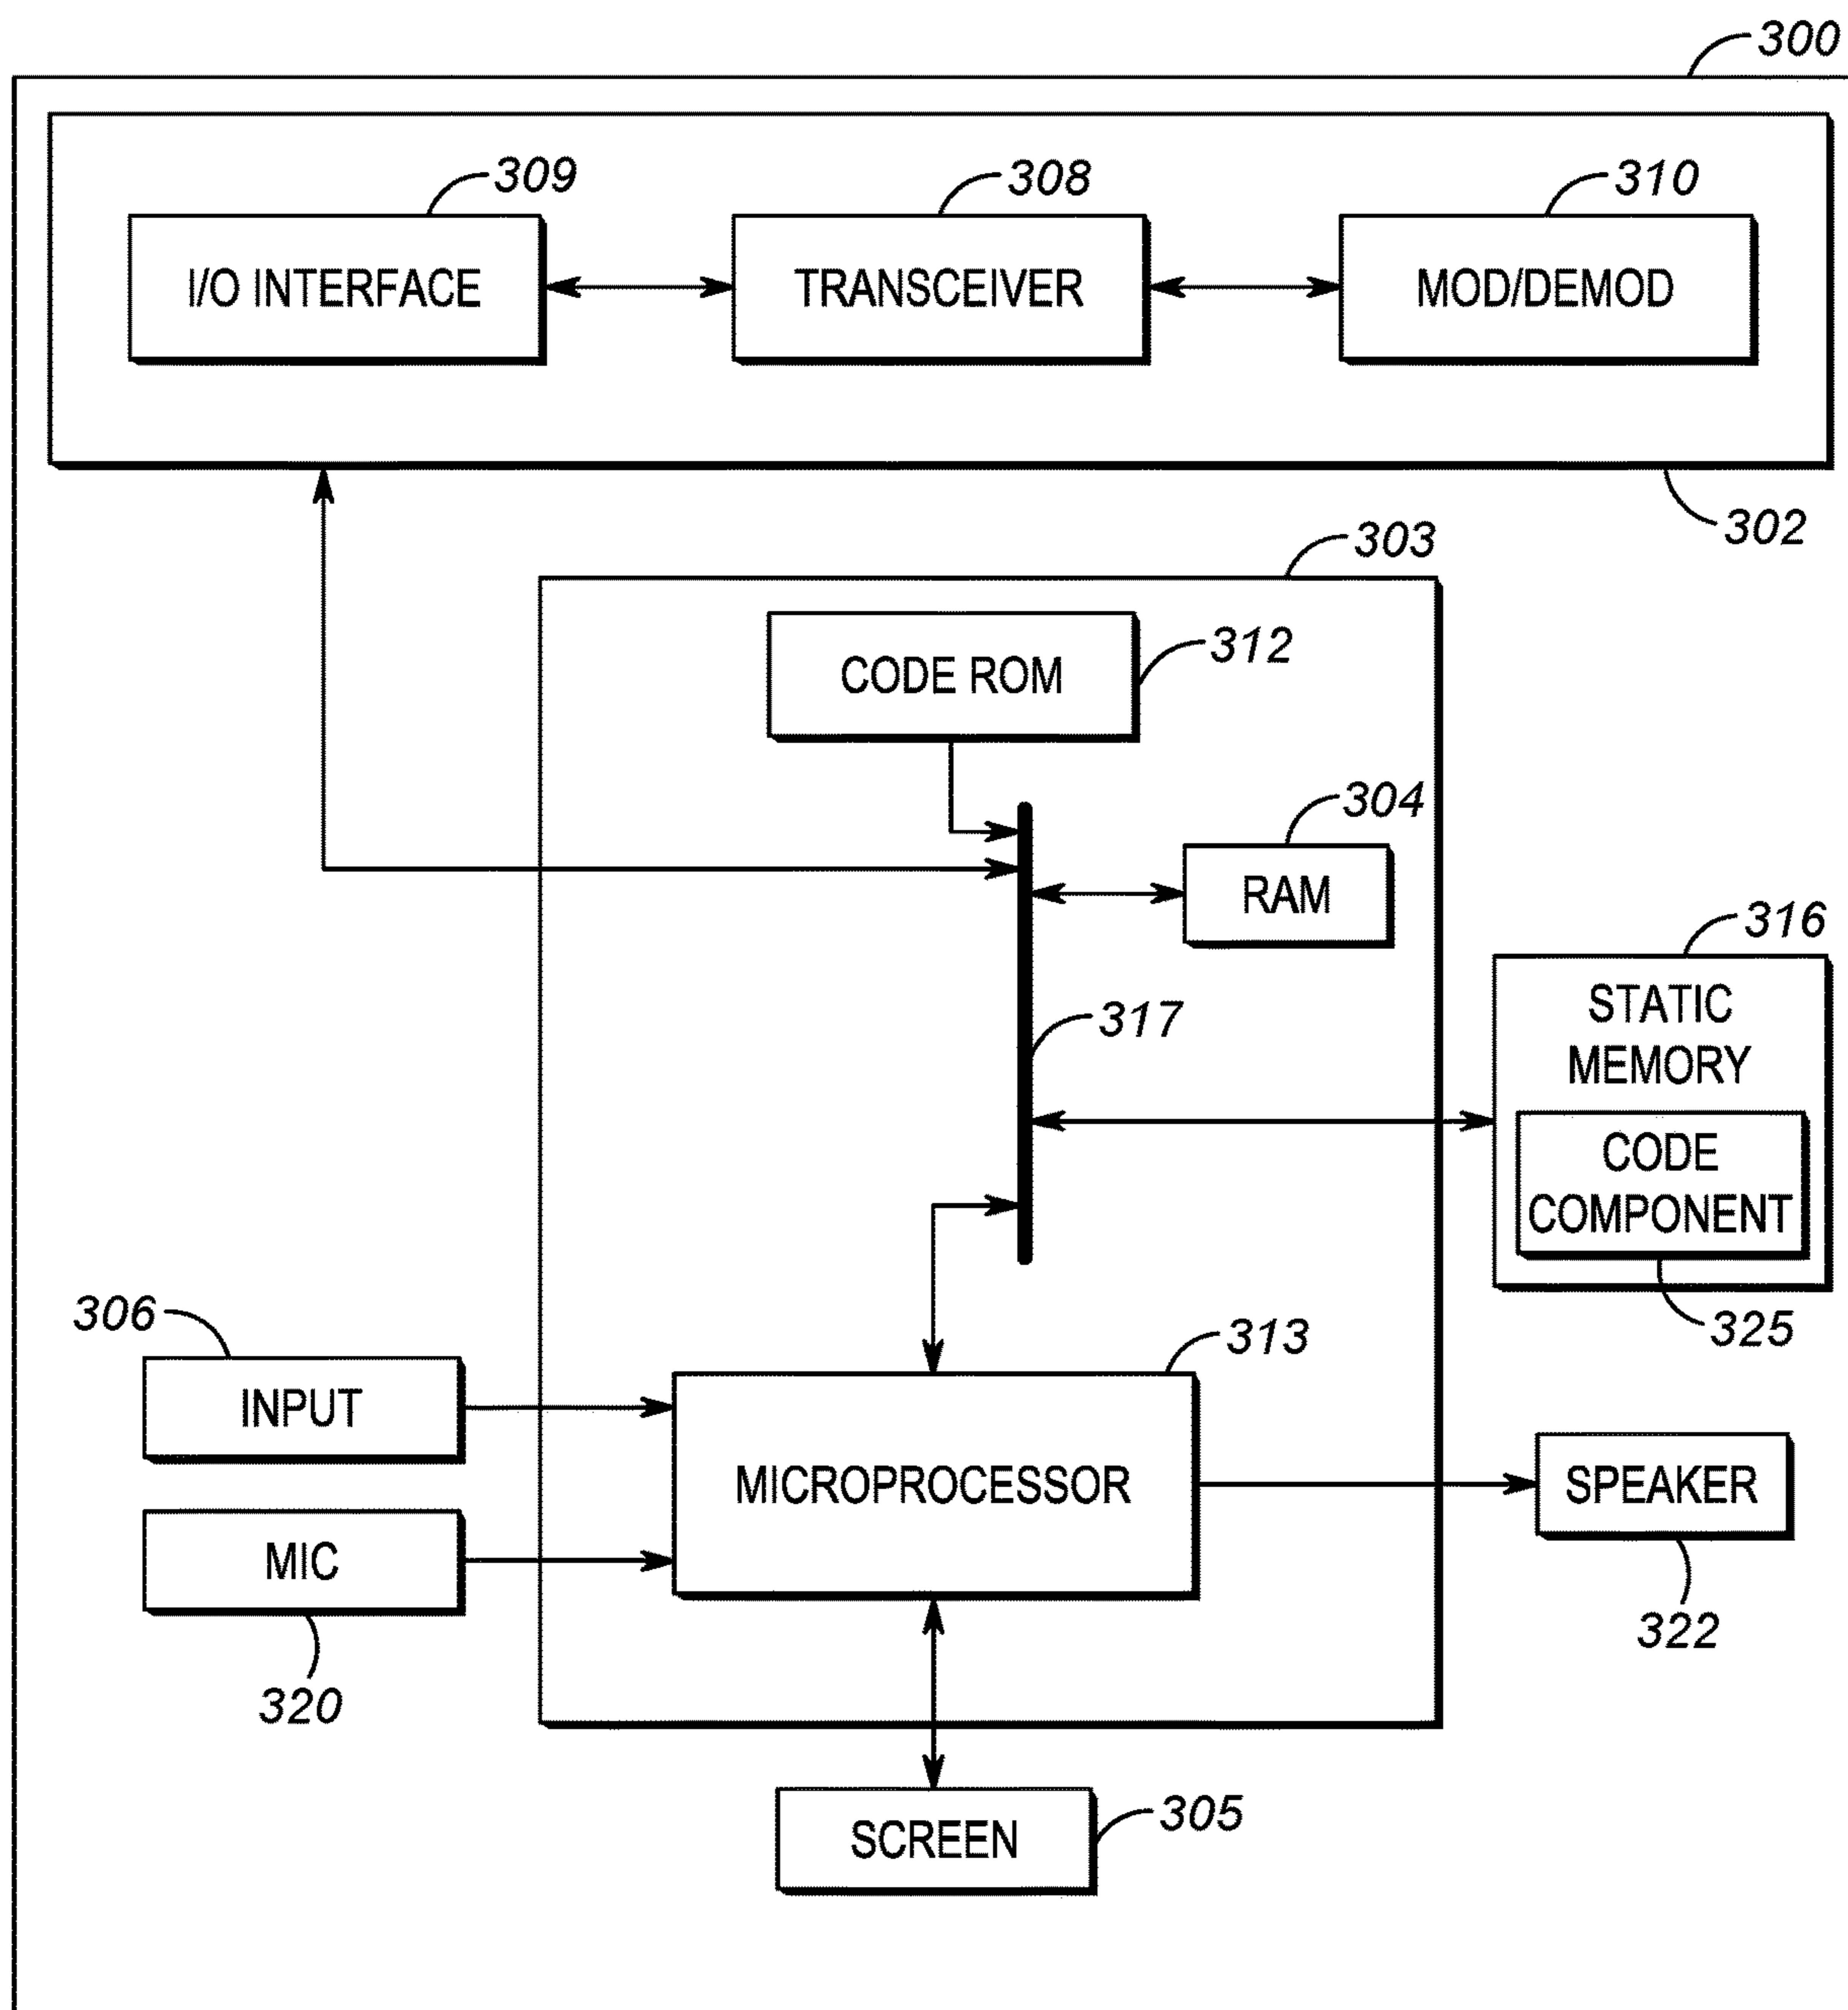 300
309
308
310
I/O INTERFACE
TRANSCEIVER
MOD/DEMOD
302
303
312
CODE ROM
304
RAM
316
STATIC
MEMORY
317
CODE
COMPONENT
306
325
313
INPUT
MICROPROCESSOR
SPEAKER
MIC
322
320
305
SCREEN